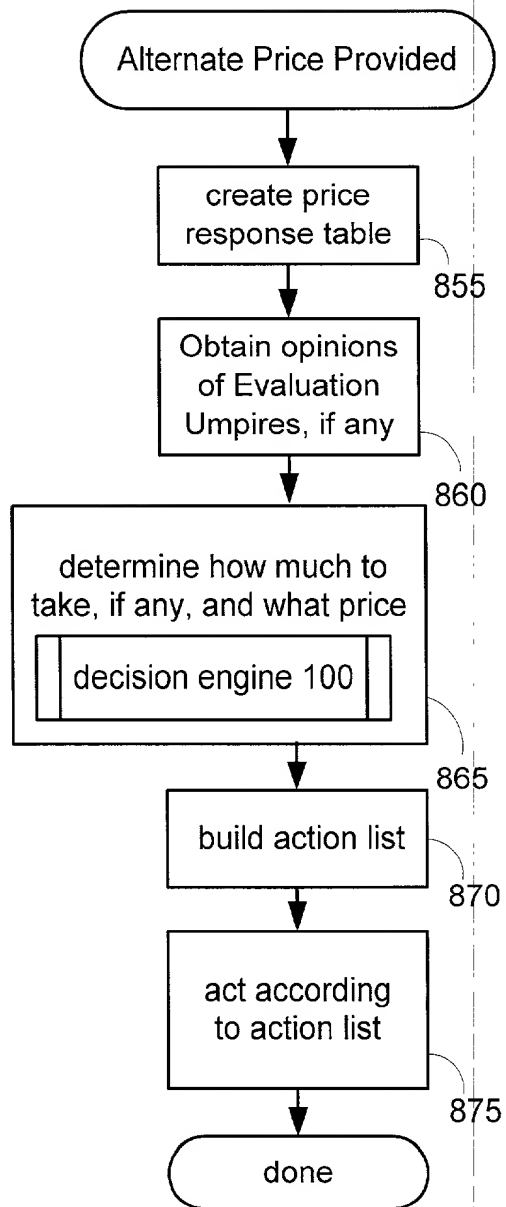 Alternate Price Provided
create price
response table
855
Obtain opinions
of Evaluation
Umpires, if any
860
determine how much to
take, if any, and what price
decision engine 100
865
build action list
870
act according
to action list
875
done